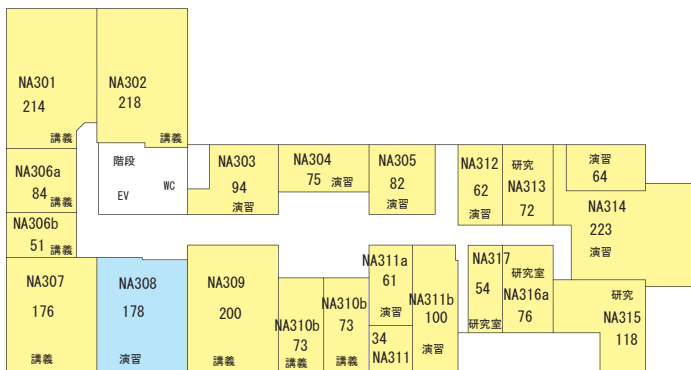 NA301
214
講義
NA302
218
講義
階段
EV
WC
NA303
94
演習
NA304
75 演習
NA305
82
演習
NA312
62
演習
研究
NA313
72
演習
64
NA314
223
演習
NA306a
84 講義
NA306b
51 講義
NA307
176
講義
NA308
178
演習
NA309
200
講義
NA310b
73
講義
NA310b
73
講義
NA311a
61
演習
34
NA311
NA311b
100
演習
NA317
54
研究室
研究室
NA316a
76
研究
NA315
118